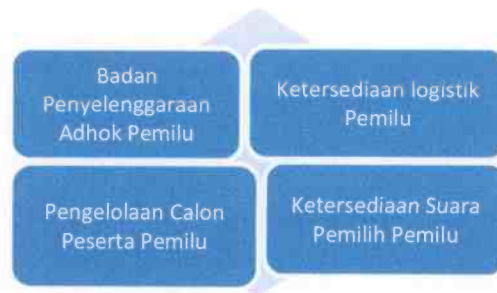 Badan
Penyelenggaraan
Adhok Pemilu
Ketersediaan logistik
Pemilu
Pengelolaan Calon
Peserta Pemilu
Ketersediaan Suara
Pemilih Pemilu